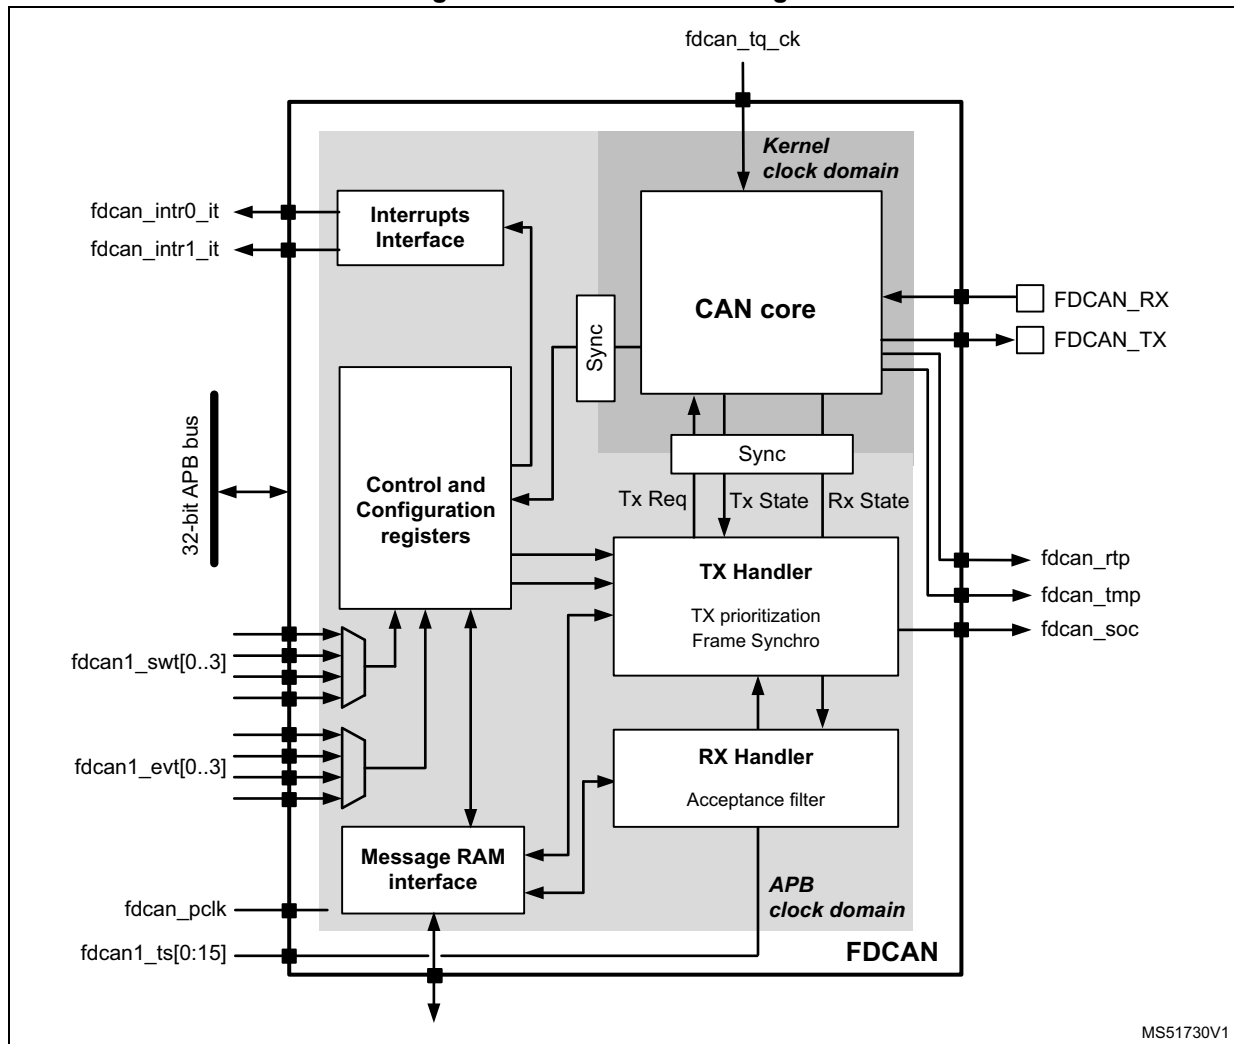 fdcan_tq_ck
Kernel
clock domain
fdcan_intr0_it
fdcan_intr1_it
Interrupts
Interface
CAN core
FDCAN_RX
FDCAN_TX
Sync
Sync
32-bit APB bus
Control and
Configuration
registers
Tx Req
Tx State
Rx State
TX Handler
TX prioritization
Frame Synchro
fdcan_rtp
fdcan_tmp
fdcan_soc
fdcan1_swt[0..3]
fdcan1_evt[0..3]
RX Handler
Acceptance filter
Message RAM
interface
APB
clock domain
fdcan_pclk
fdcan1_ts[0:15]
FDCAN
MS51730V1